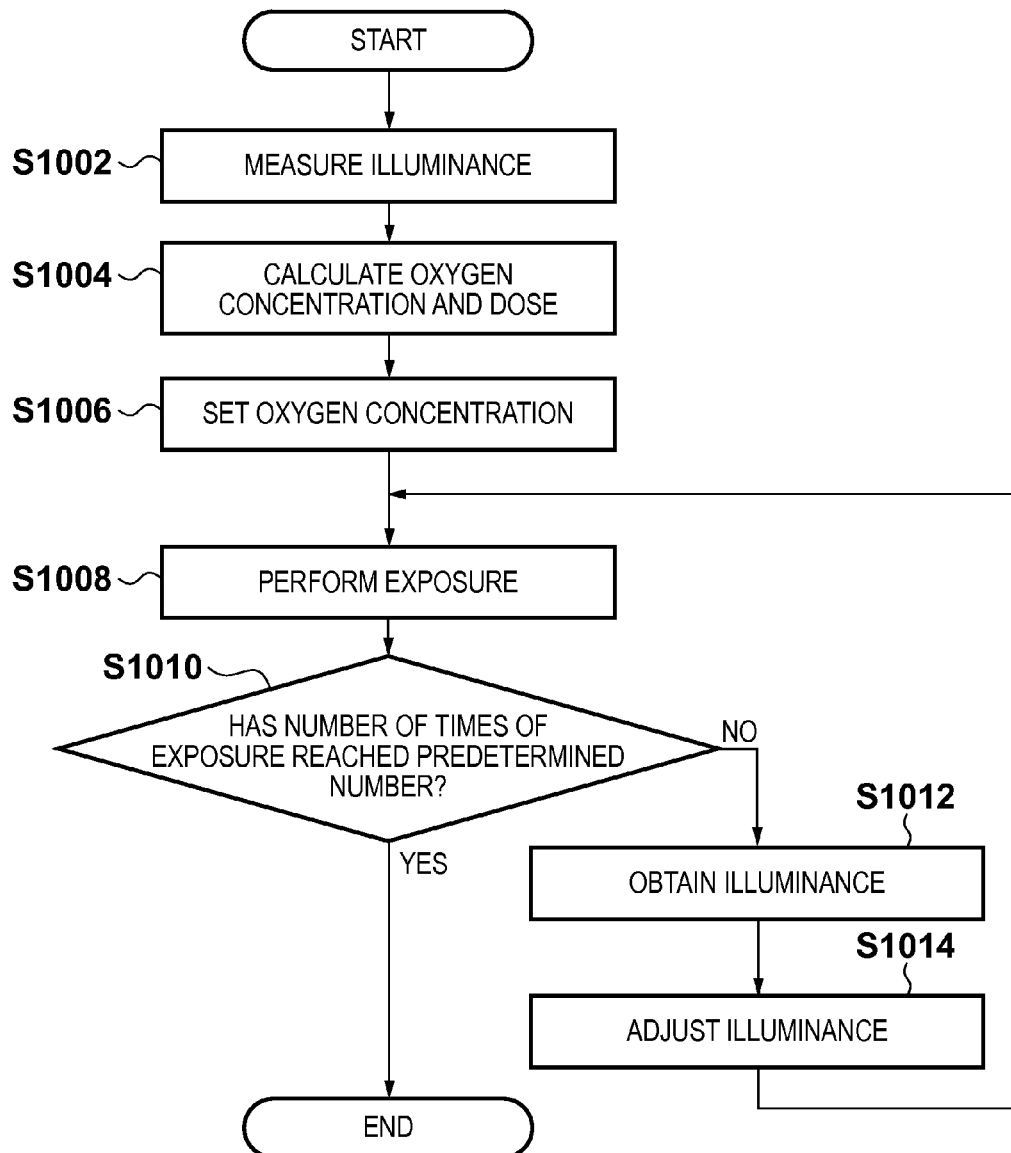 START
S1002
MEASURE ILLUMINANCE
S1004
CALCULATE OXYGEN
CONCENTRATION AND DOSE
S1006
SET OXYGEN CONCENTRATION
S1008
PERFORM EXPOSURE
S1010
HAS NUMBER OF TIMES OF
EXPOSURE REACHED PREDETERMINED
NUMBER?
NO
YES
S1012
OBTAIN ILLUMINANCE
S1014
ADJUST ILLUMINANCE
END